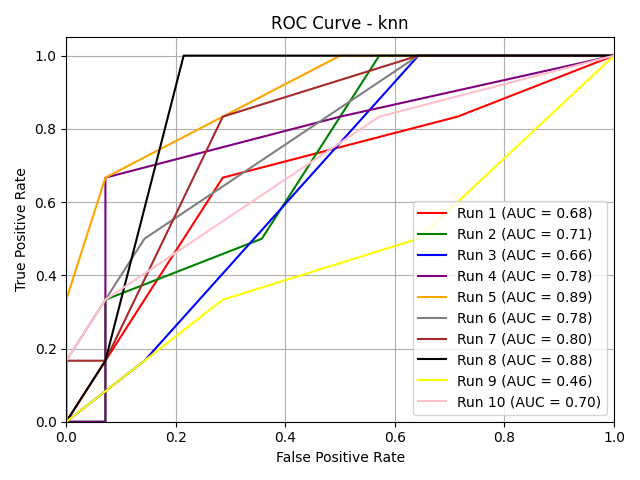 ROC Curve - knn
True Positive Rate
1.0
0.8
0.6
0.4
0.2
0.0
0.0 0.2 0.4 0.6 0.8 1.0
False Positive Rate
Run 1 (AUC = 0.68)
Run 2 (AUC = 0.71)
Run 3 (AUC = 0.66)
Run 4 (AUC = 0.78)
Run 5 (AUC = 0.89)
Run 6 (AUC = 0.78)
Run 7 (AUC = 0.80)
Run 8 (AUC = 0.88)
Run 9 (AUC = 0.46)
Run 10 (AUC = 0.70)